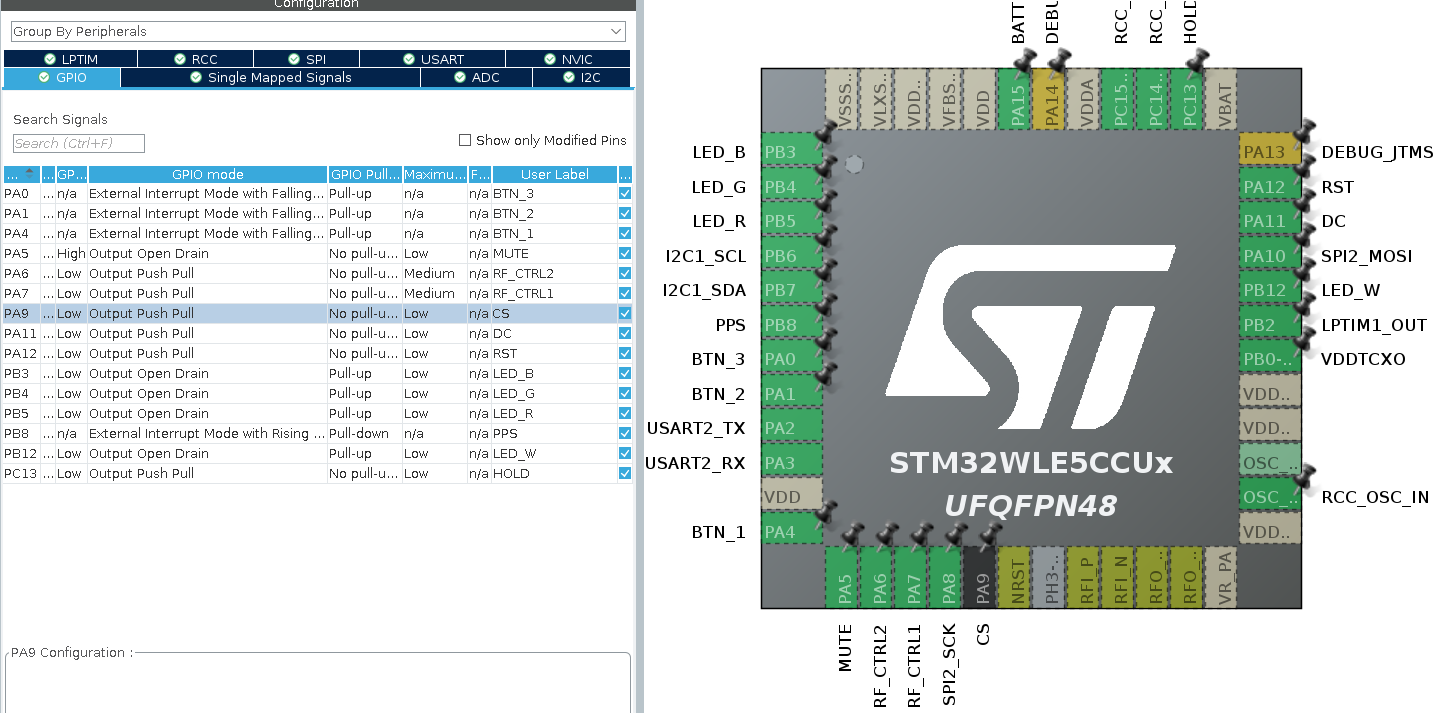 Configuration
Group By Peripherals
LPTIM RCC SPI USART NVIC
GPIO Single Mapped Signals ADC I2C
Search Signals
Search (Ctrl+F)
Show only Modified Pins
... ... GP... GPIO mode GPIO Pull... Maximu... F... User Label ...
PA0 ... n/a External Interrupt Mode with Falling... Pull-up n/a n/a BTN_3
PA1 ... n/a External Interrupt Mode with Falling... Pull-up n/a n/a BTN_2
PA4 ... n/a External Interrupt Mode with Falling... Pull-up n/a n/a BTN_1
PA5 ... High Output Open Drain No pull-u... Low n/a MUTE
PA6 ... Low Output Push Pull No pull-u... Medium n/a RF_CTRL2
PA7 ... Low Output Push Pull No pull-u... Medium n/a RF_CTRL1
PA9 ... Low Output Push Pull No pull-u... Low n/a CS
PA11 ... Low Output Push Pull No pull-u... Low n/a DC
PA12 ... Low Output Push Pull No pull-u... Low n/a RST
PB3 ... Low Output Open Drain Pull-up Low n/a LED_B
PB4 ... Low Output Open Drain Pull-up Low n/a LED_G
PB5 ... Low Output Open Drain Pull-up Low n/a LED_R
PB8 ... n/a External Interrupt Mode with Rising ... Pull-down n/a n/a PPS
PB12 ... Low Output Open Drain Pull-up Low n/a LED_W
PC13 ... Low Output Push Pull No pull-u... Low n/a HOLD
PA9 Configuration :
BATT
DEBU
RCC_
RCC_
HOLD
VSSS..
VLXS..
VDD..
VFBS..
VDD
PA15
PA14
VDDA
PC15..
PC14..
PC13
VBAT
LED_B PB3
LED_G PB4
LED_R PB5
I2C1_SCL PB6
I2C1_SDA PB7
PPS PB8
BTN_3 PA0
BTN_2 PA1
USART2_TX PA2
USART2_RX PA3
VDD
BTN_1 PA4
PA13 DEBUG_JTMS
PA12 RST
PA11 DC
PA10 SPI2_MOSI
PB12 LED_W
PB2 LPTIM1_OUT
PB0-.. VDDTCXO
VDD..
VDD..
OSC_..
OSC_.. RCC_OSC_IN
VDD..
ST
STM32WLE5CCUx
UFQFPN48
PA5
PA6
PA7
PA8
PA9
NRST
PH3-..
RFI_P
RFI_N
RFO_..
RFO_..
VR_PA
MUTE
RF_CTRL2
RF_CTRL1
SPI2_SCK
CS